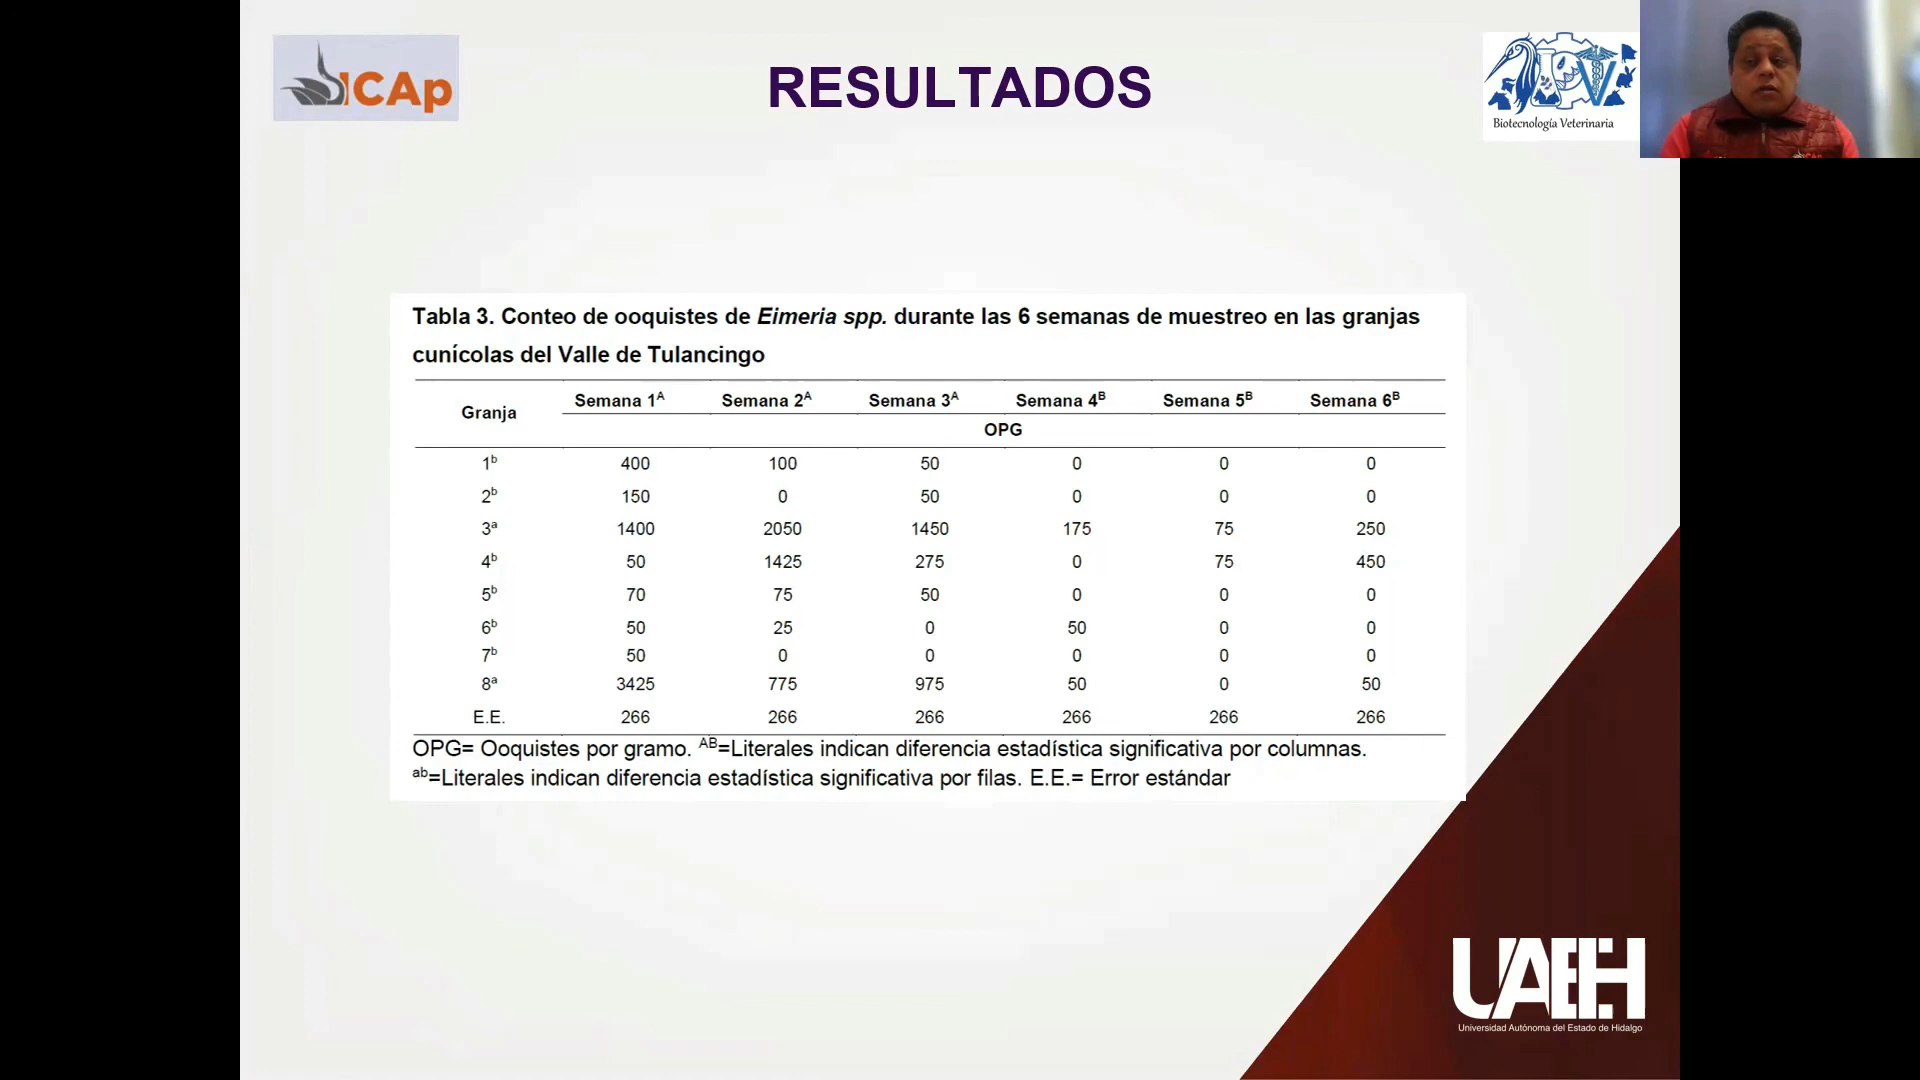 ICAp
RESULTADOS
Biotecnología Veterinaria
Tabla 3. Conteo de ooquistes de Eimeria spp. durante las 6 semanas de muestreo en las granjas
cunícolas del Valle de Tulancingo
Granja Semana 1ᴬ Semana 2ᴬ Semana 3ᴬ Semana 4ᴮ Semana 5ᴮ Semana 6ᴮ
OPG
1ᵇ 400 100 50 0 0 0
2ᵇ 150 0 50 0 0 0
3ᵃ 1400 2050 1450 175 75 250
4ᵇ 50 1425 275 0 75 450
5ᵇ 70 75 50 0 0 0
6ᵇ 50 25 0 50 0 0
7ᵇ 50 0 0 0 0 0
8ᵃ 3425 775 975 50 0 50
E.E. 266 266 266 266 266 266
OPG= Ooquistes por gramo. ᴬᴮ=Literales indican diferencia estadística significativa por columnas.
ᵃᵇ=Literales indican diferencia estadística significativa por filas. E.E.= Error estándar
UAEH
Universidad Autónoma del Estado de Hidalgo